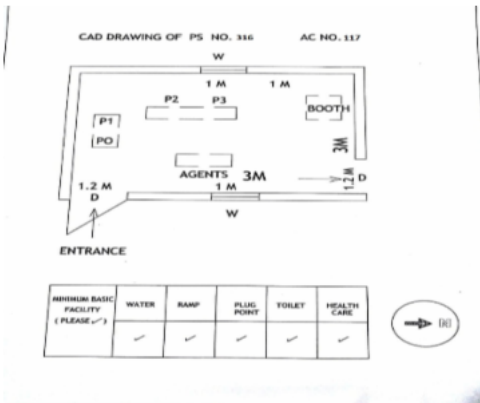 CAD DRAWING OF PS NO. 316 AC NO. 117
W
1 M 1 M
P2 P3
BOOTH
P1
PO
3M
AGENTS 3M
1.2 M 1 M 1.2 M D
D
W
ENTRANCE
MINIMUM BASIC FACILITY (PLEASE ✓) WATER RAMP PLUG POINT TOILET HEALTH CARE
✓ ✓ ✓ ✓ ✓